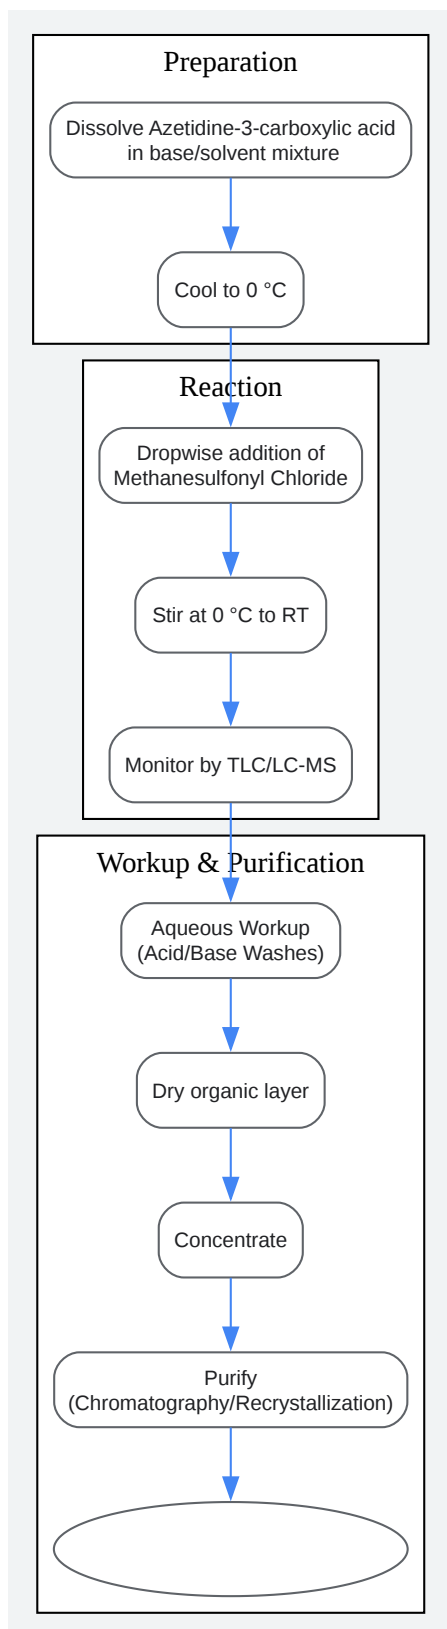 Preparation
Dissolve Azetidine-3-carboxylic acid
in base/solvent mixture
Cool to 0 °C
Reaction
Dropwise addition of
Methanesulfonyl Chloride
Stir at 0 °C to RT
Monitor by TLC/LC-MS
Workup & Purification
Aqueous Workup
(Acid/Base Washes)
Dry organic layer
Concentrate
Purify
(Chromatography/Recrystallization)